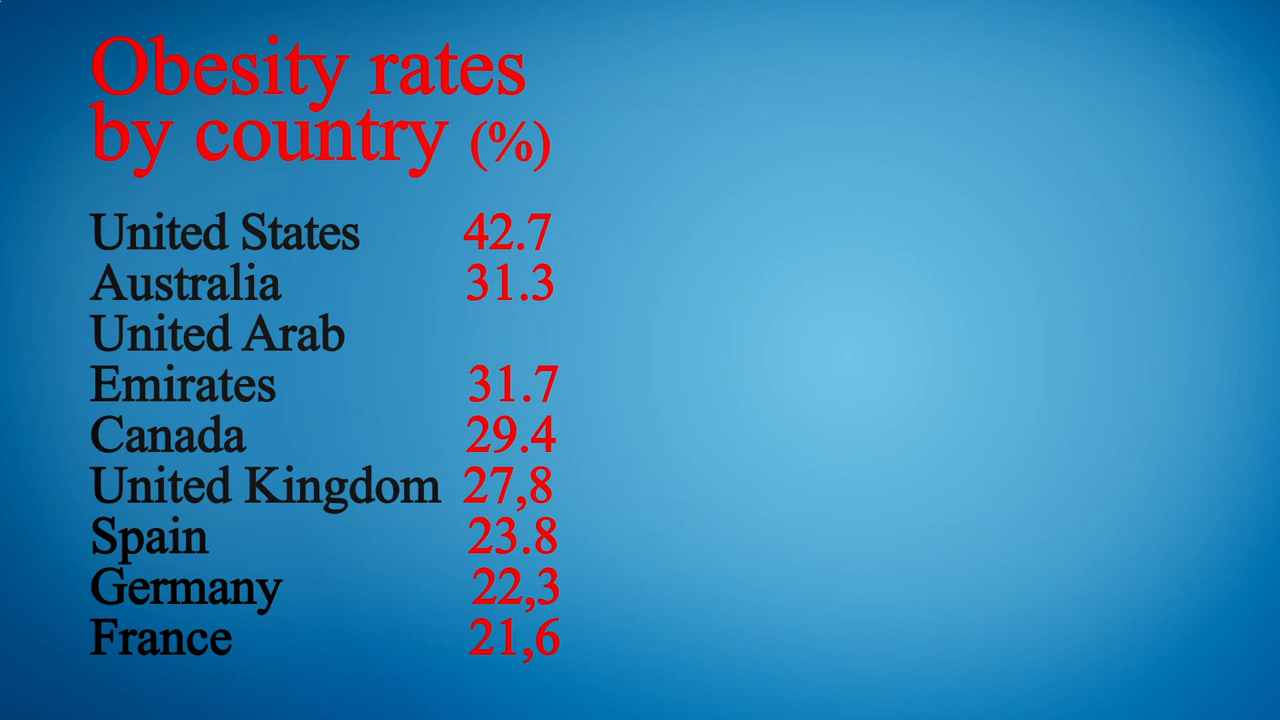 Obesity rates
by country (%)
United States 42.7
Australia 31.3
United Arab
Emirates 31.7
Canada 29.4
United Kingdom 27,8
Spain 23.8
Germany 22,3
France 21,6